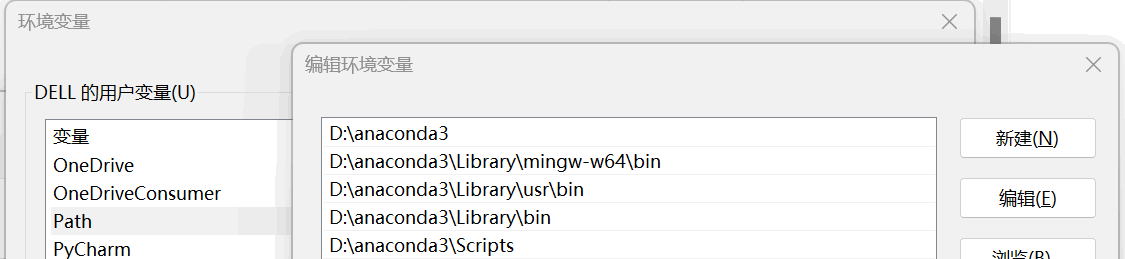 环境变量
编辑环境变量
DELL 的用户变量(U)
变量
OneDrive
OneDriveConsumer
Path
PyCharm
D:\anaconda3
D:\anaconda3\Library\mingw-w64\bin
D:\anaconda3\Library\usr\bin
D:\anaconda3\Library\bin
D:\anaconda3\Scripts
新建(N)
编辑(E)
浏览(B)...